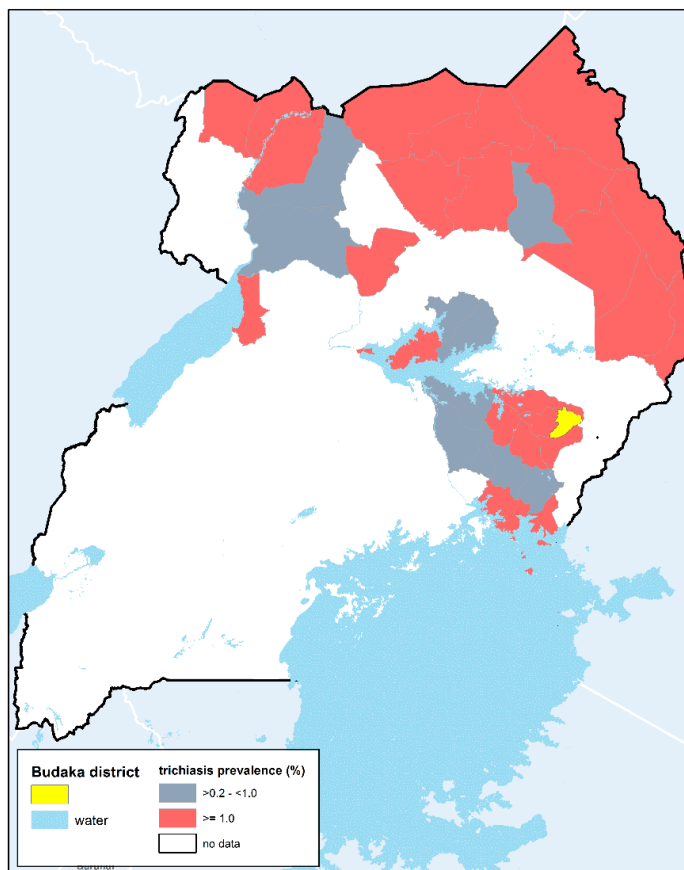 Budaka district
water
trichiasis prevalence (%)
>0.2 - <1.0
>= 1.0
no data